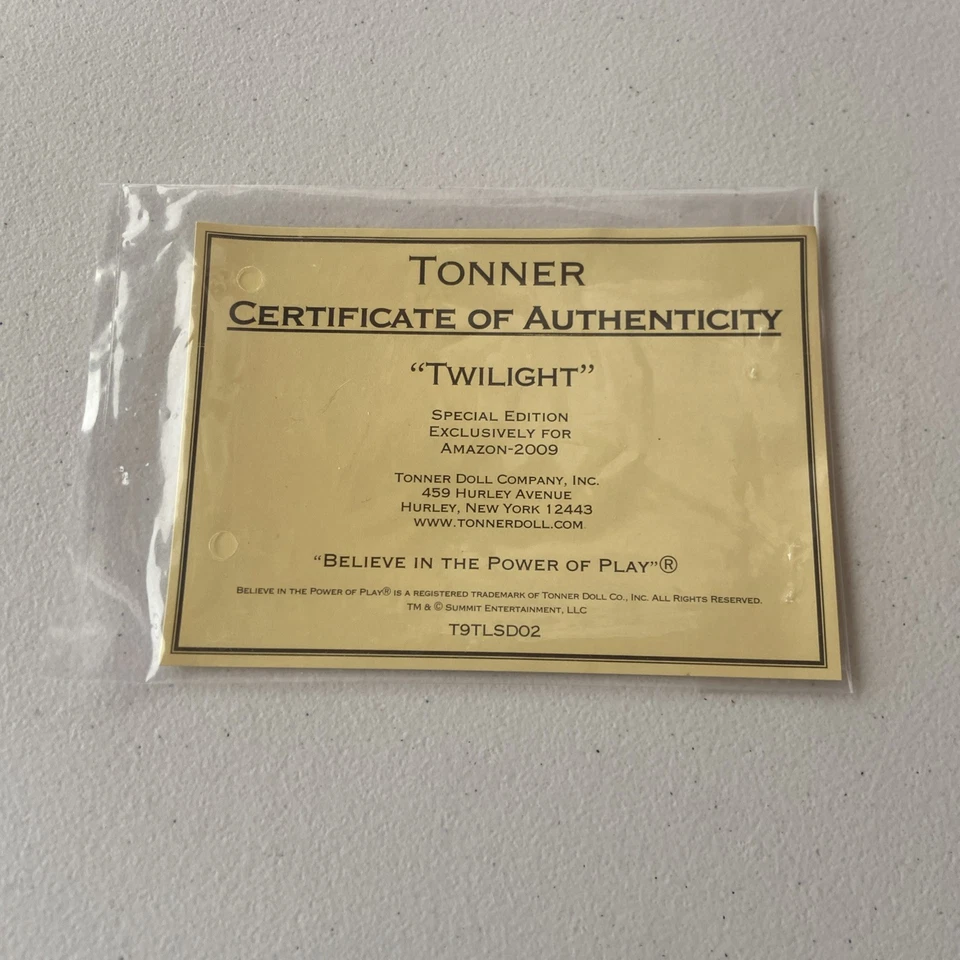 TONNER
CERTIFICATE OF AUTHENTICITY
“TWILIGHT”
SPECIAL EDITION
EXCLUSIVELY FOR
AMAZON-2009
TONNER DOLL COMPANY, INC.
459 HURLEY AVENUE
HURLEY, NEW YORK 12443
WWW.TONNERDOLL.COM
“BELIEVE IN THE POWER OF PLAY”®
BELIEVE IN THE POWER OF PLAY® IS A REGISTERED TRADEMARK OF TONNER DOLL CO., INC. ALL RIGHTS RESERVED.
TM & © SUMMIT ENTERTAINMENT, LLC
T9TLSD02